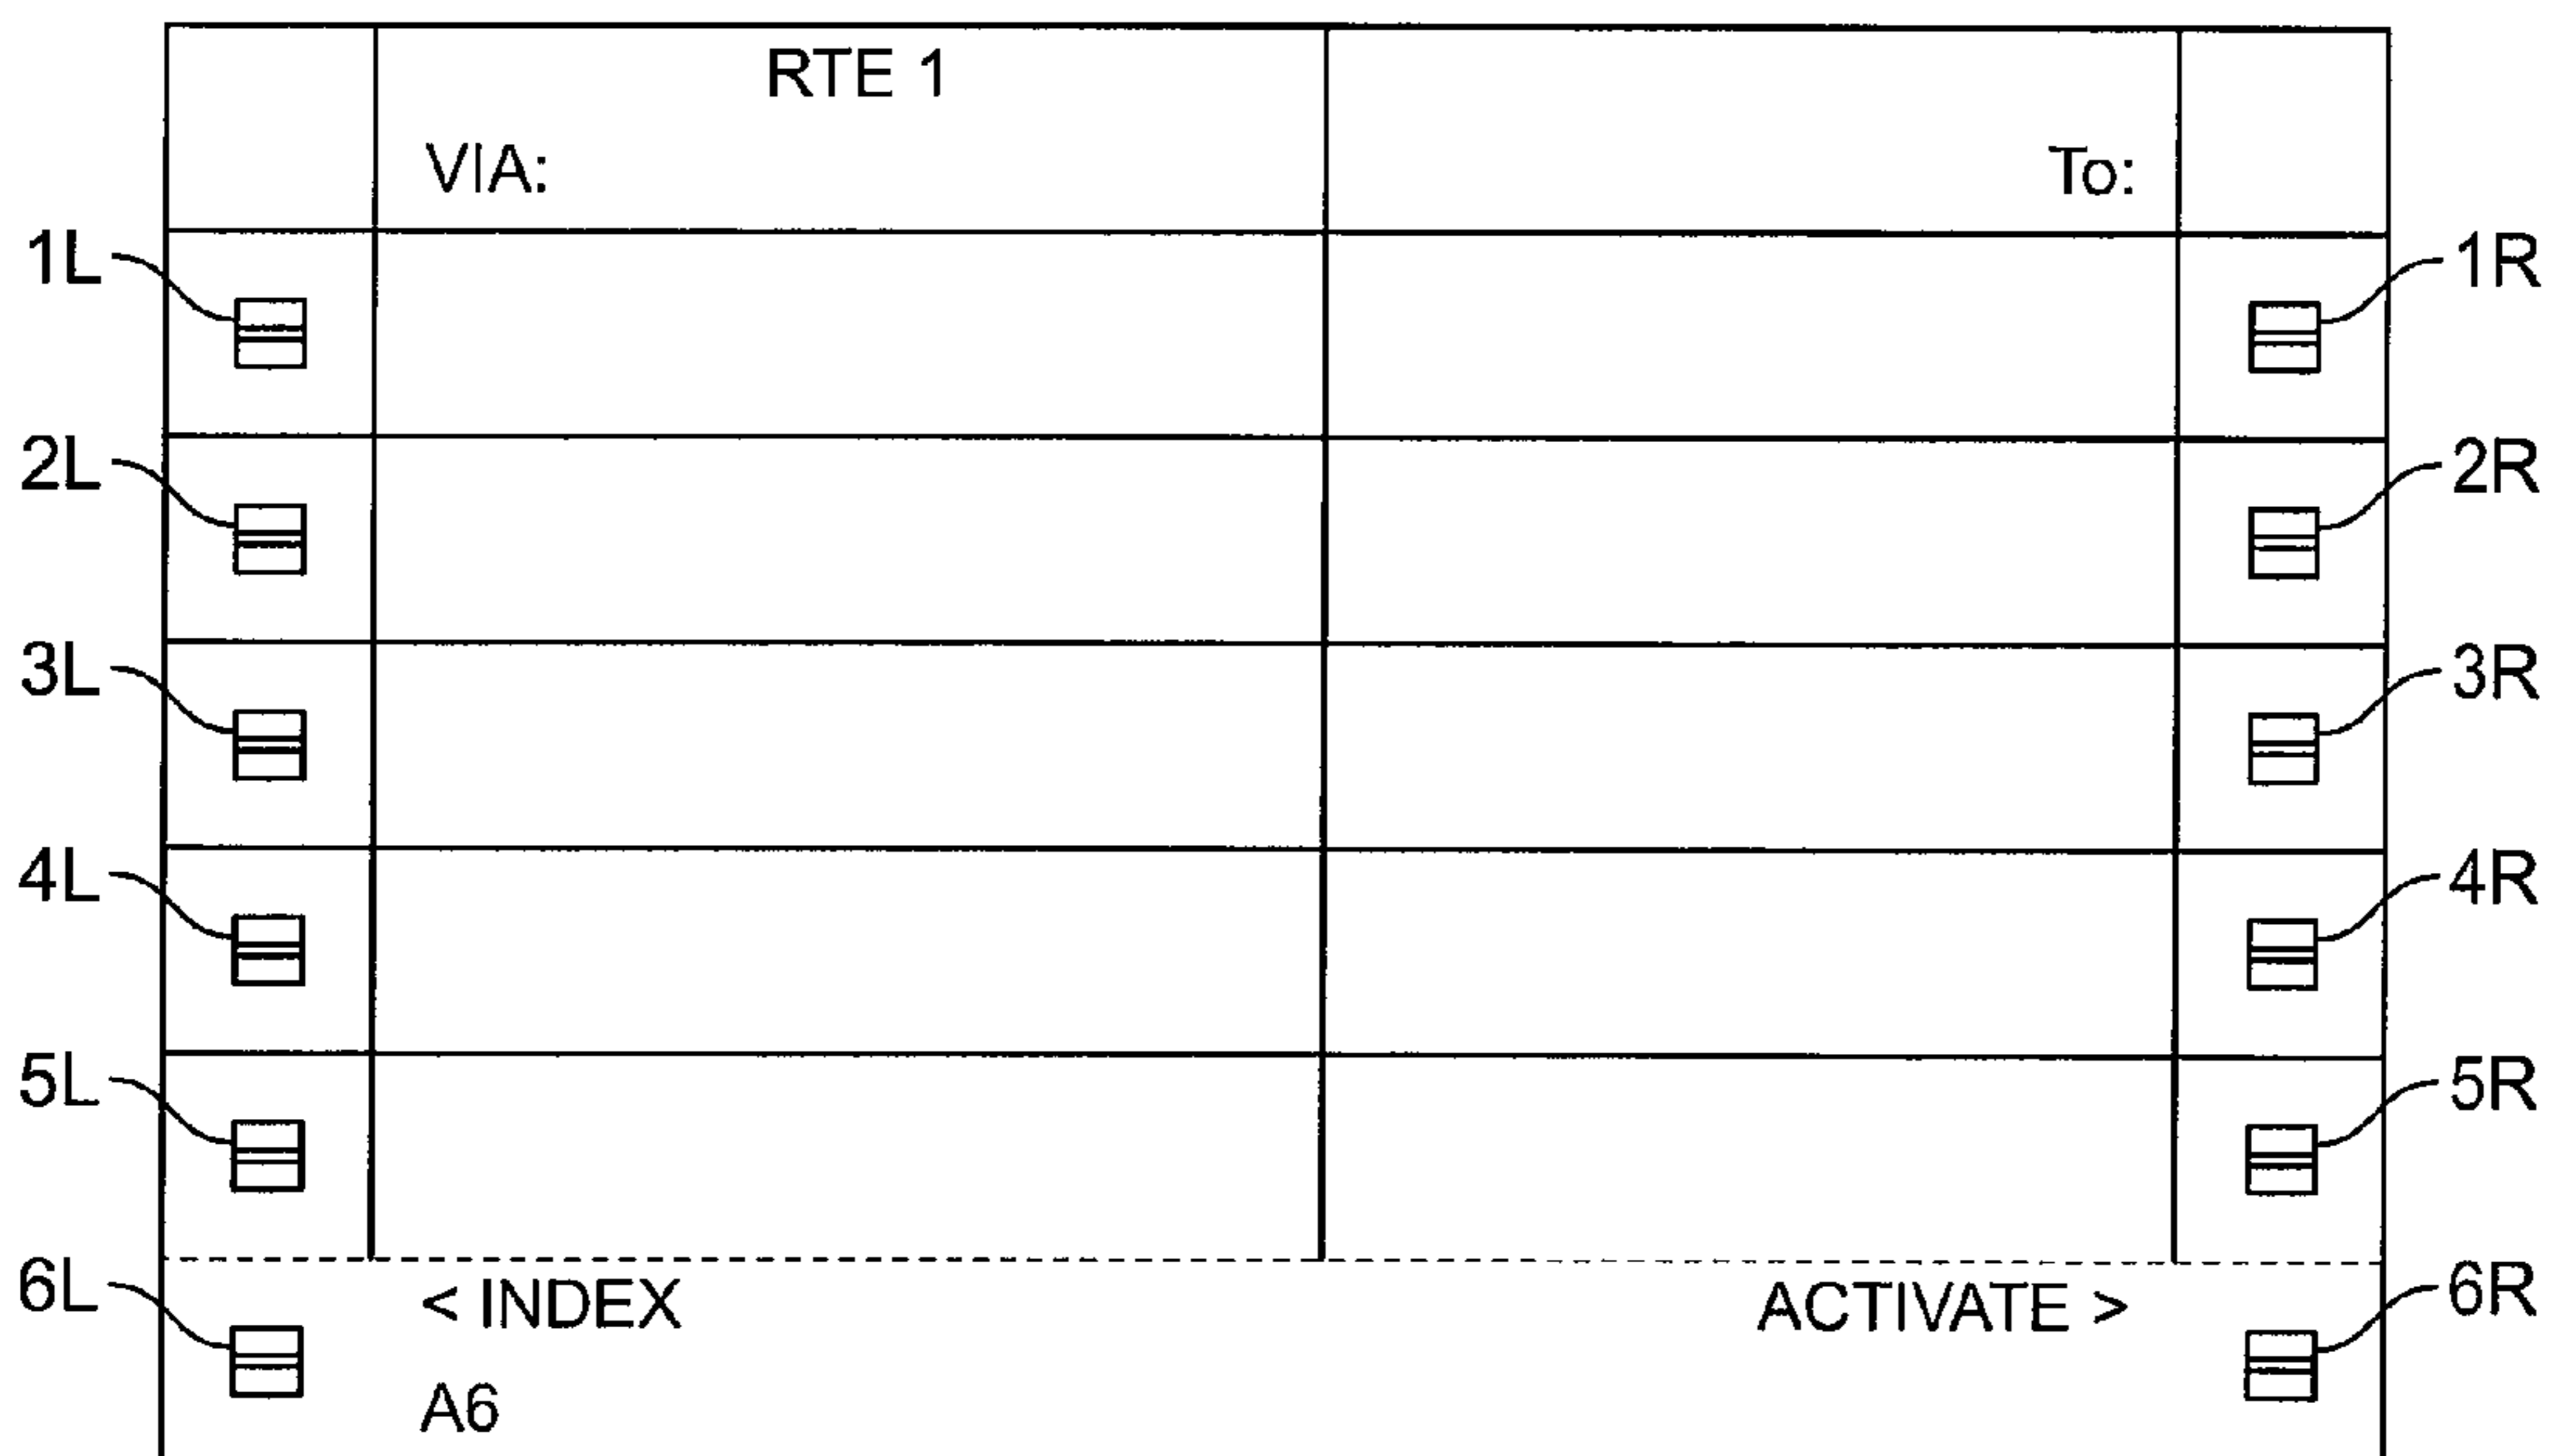 RTE 1
VIA: To:
1L 1R
2L 2R
3L 3R
4L 4R
5L 5R
6L < INDEX ACTIVATE > 6R
A6